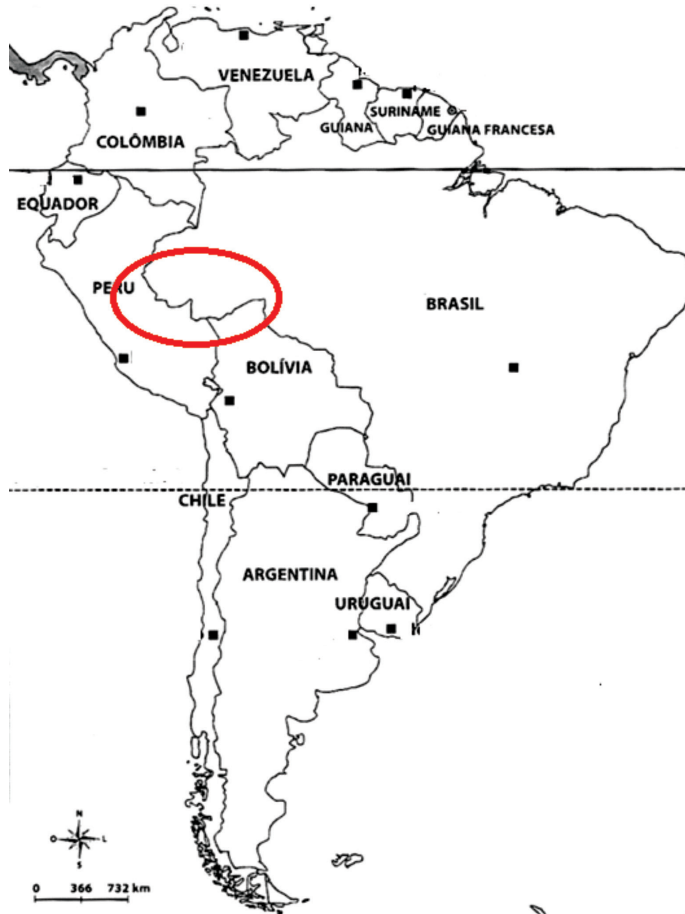 VENEZUELA
SURINAME
GUIANA
GUIANA FRANCESA
COLÔMBIA
EQUADOR
PERU
BRASIL
BOLÍVIA
PARAGUAI
CHILE
ARGENTINA
URUGUAI
N
O L
S
0 366 732 km